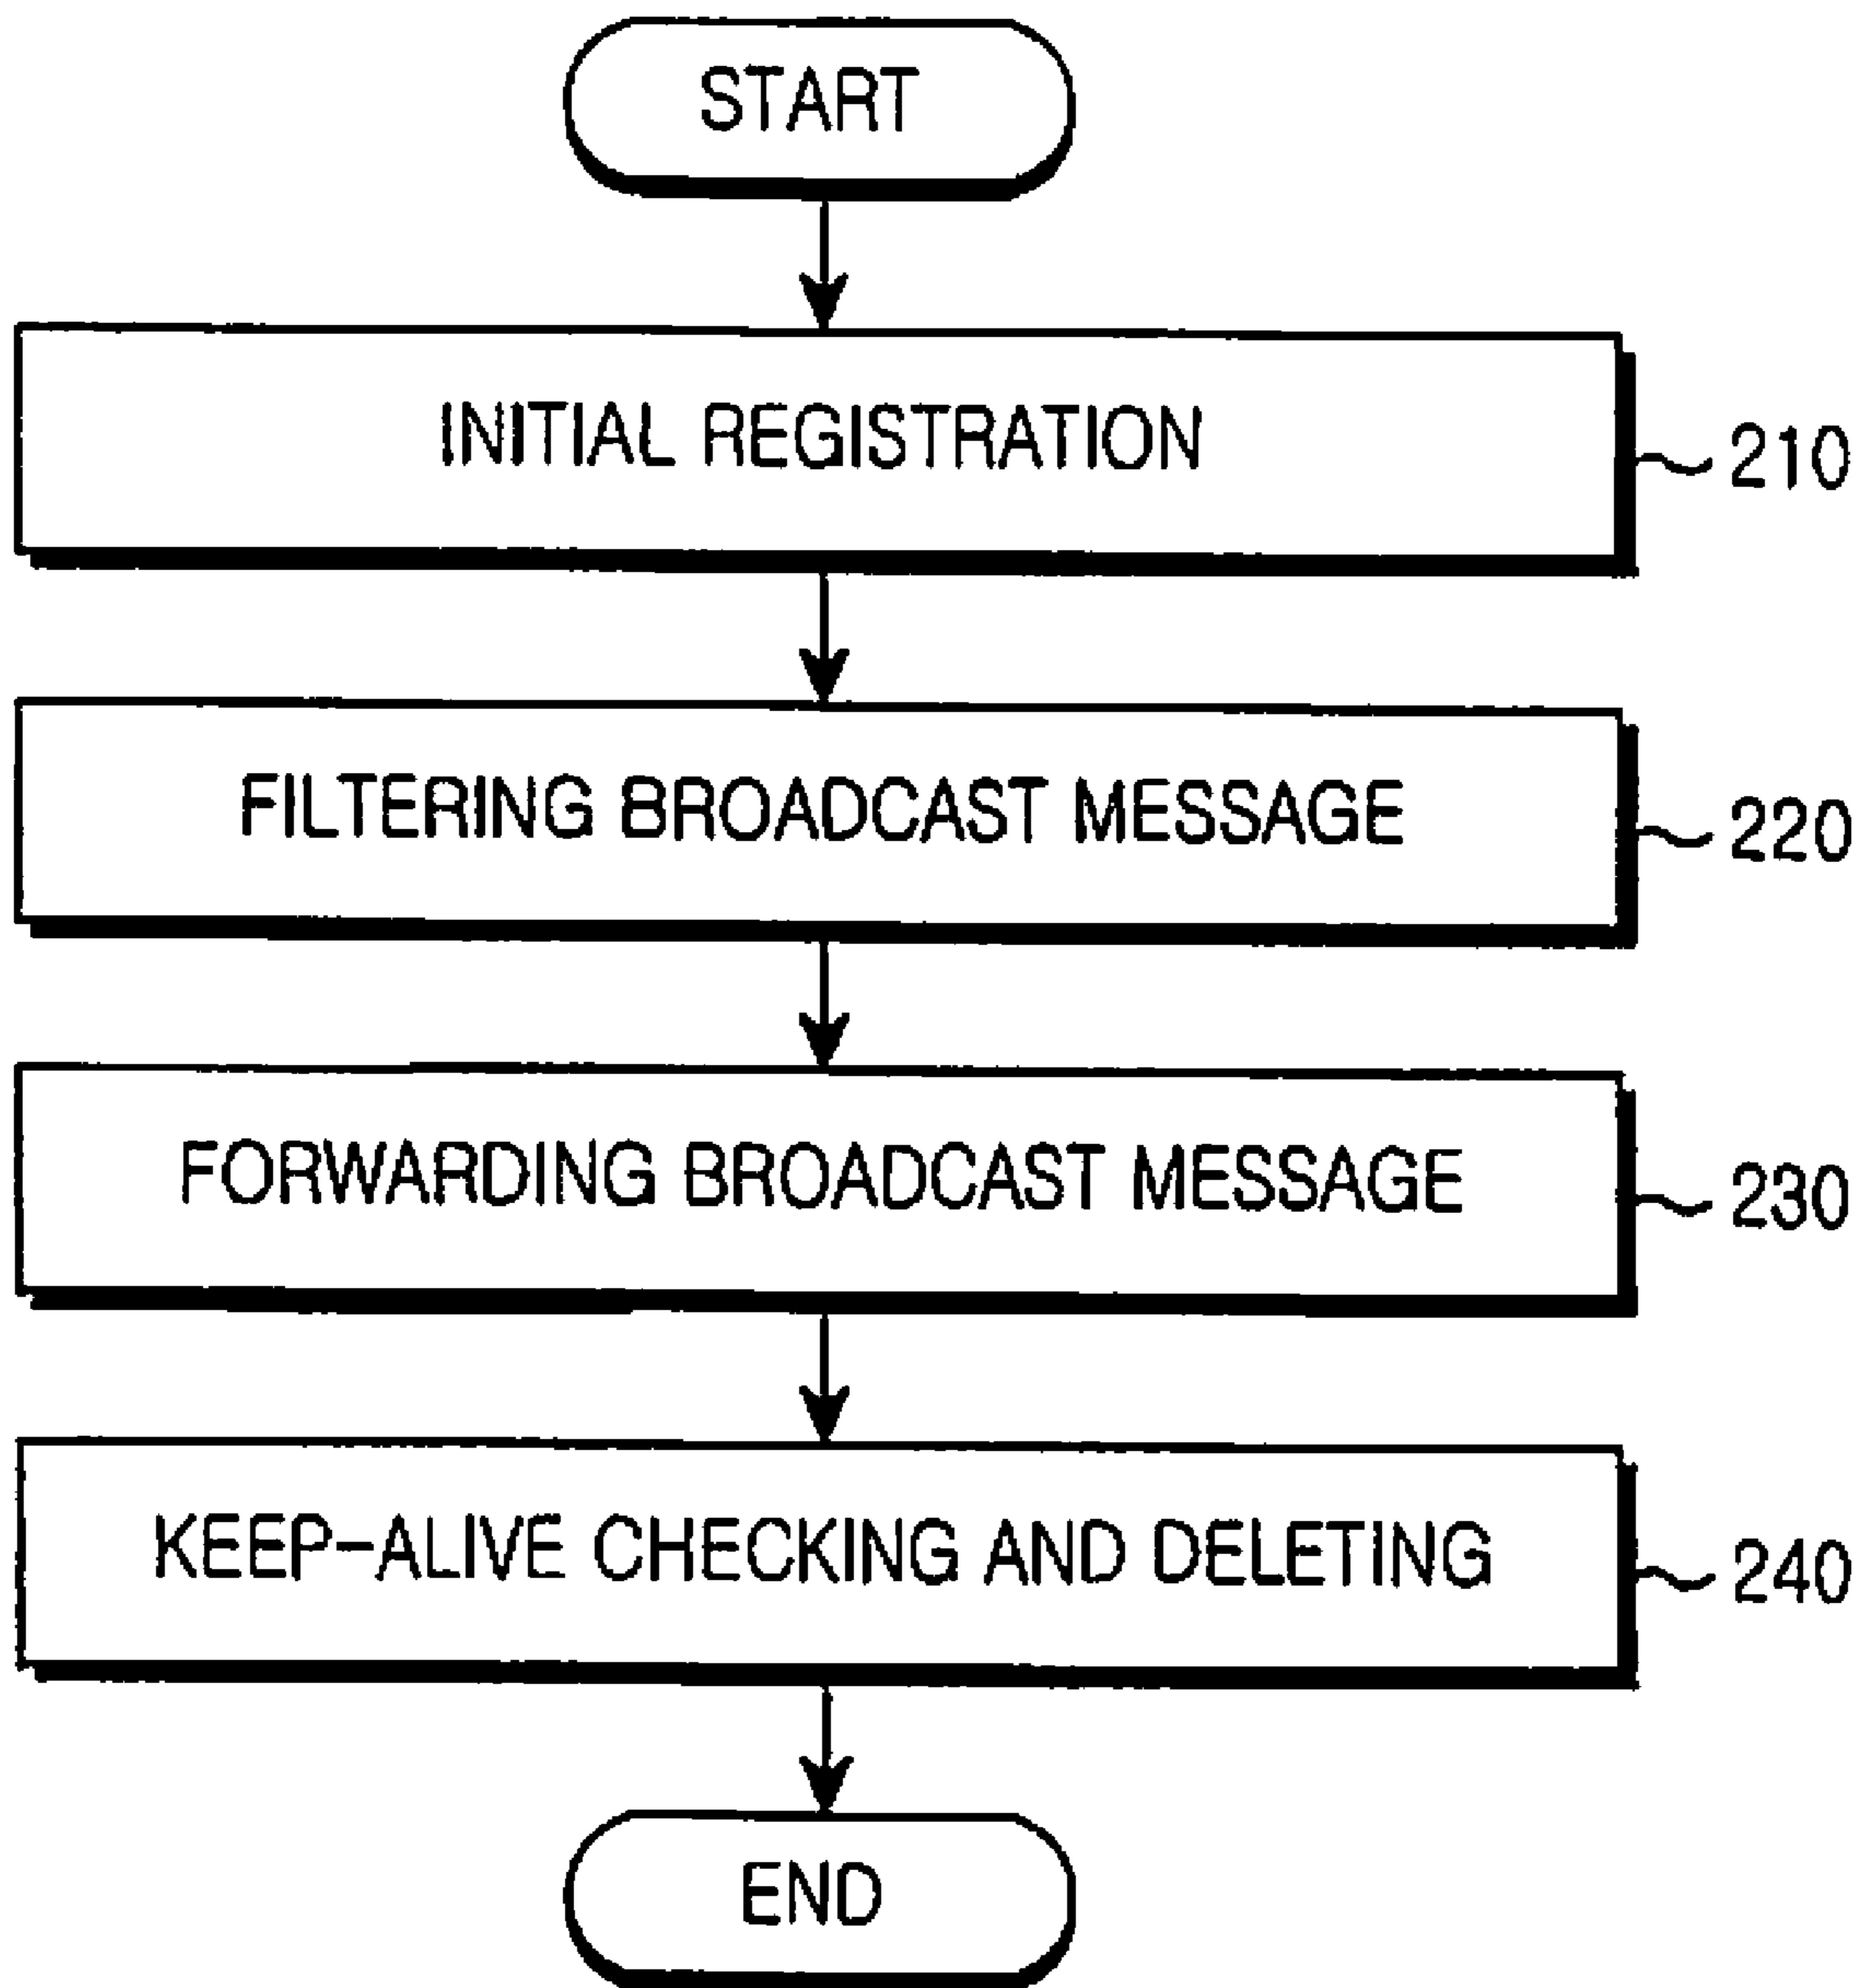 START
INITIAL REGISTRATION
210
FILTERING BROADCAST MESSAGE
220
FORWARDING BROADCAST MESSAGE
230
KEEP-ALIVE CHECKING AND DELETING
240
END